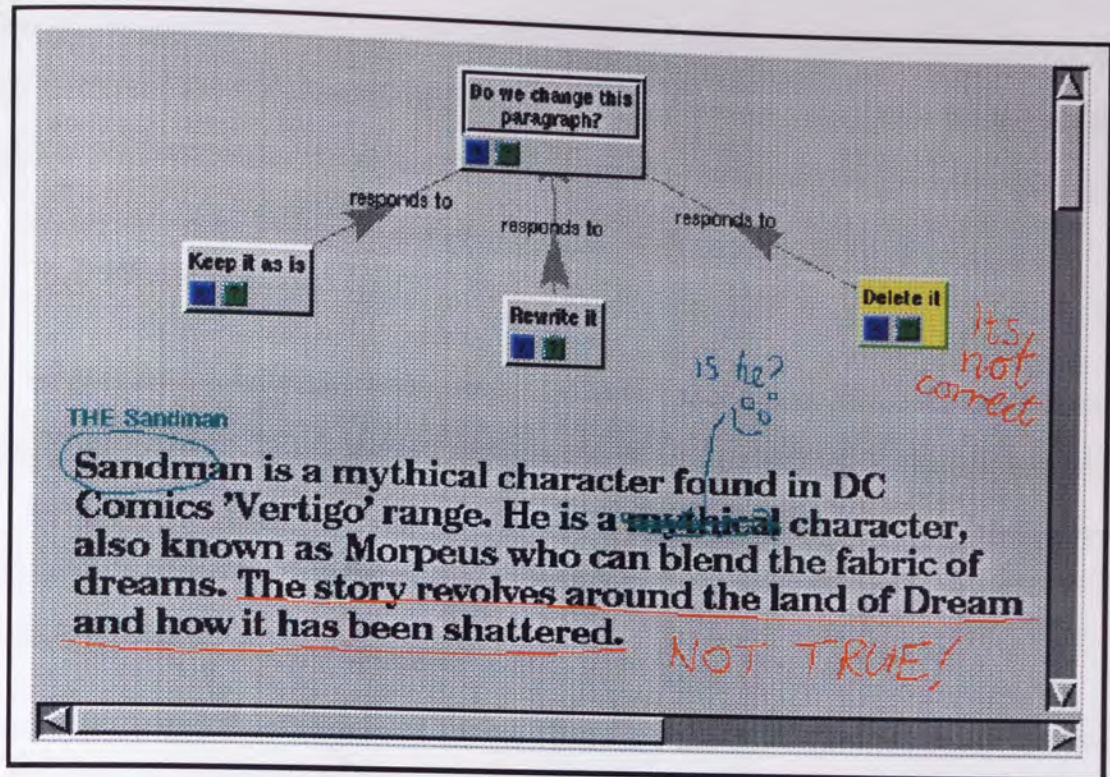 Do we change this
paragraph?
responds to
responds to
responds to
Keep it as is
Rewrite it
Delete it
Its
not
correct
is he?
THE Sandman
Sandman is a mythical character found in DC
Comics 'Vertigo' range. He is a mythical character,
also known as Morpeus who can blend the fabric of
dreams. The story revolves around the land of Dream
and how it has been shattered.
NOT TRUE!